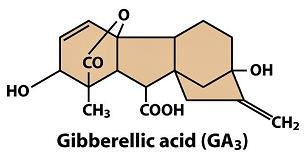 O
CO
OH
HO
CH₃
COOH
CH₂
Gibberellic acid (GA₃)